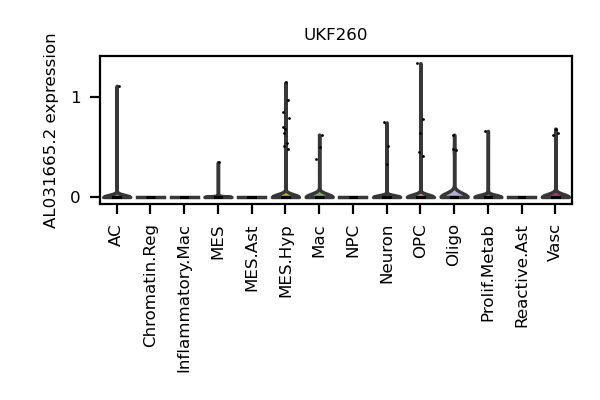 UKF260
AL031665.2 expression
1
0
AC
Chromatin.Reg
Inflammatory.Mac
MES
MES.Ast
MES.Hyp
Mac
NPC
Neuron
OPC
Oligo
Prolif.Metab
Reactive.Ast
Vasc